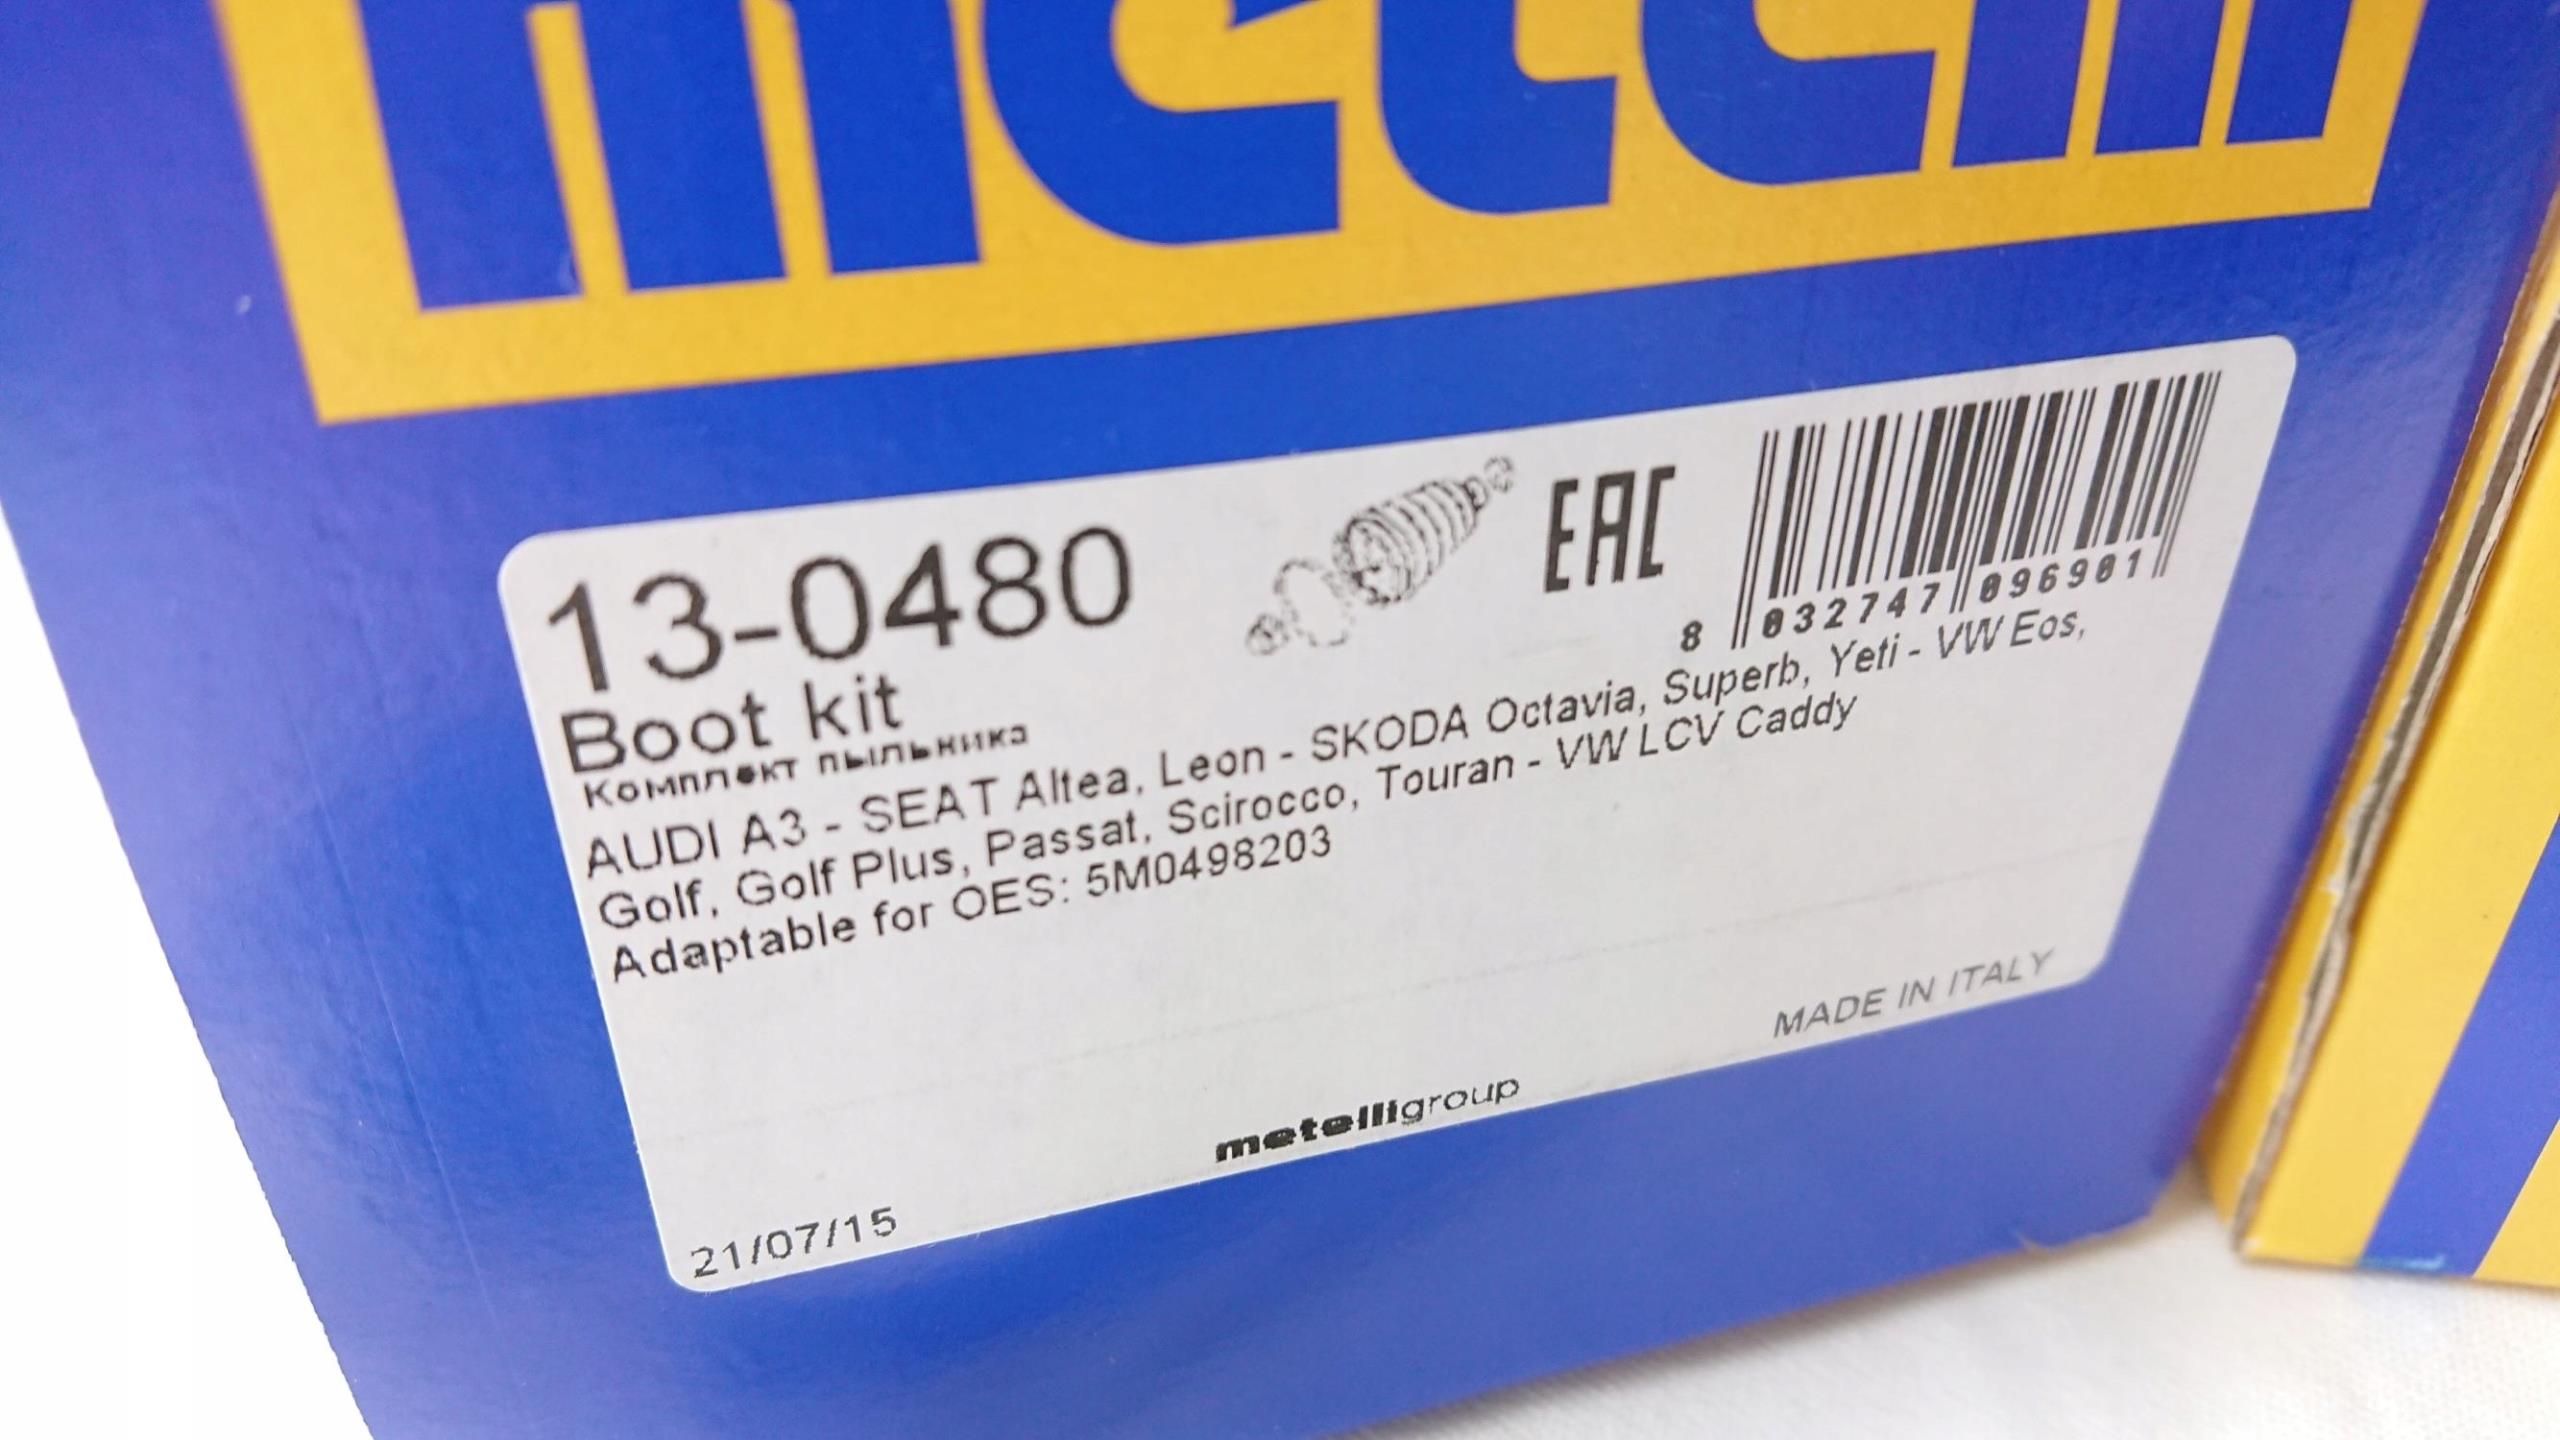 metelli
13-0480
EAC
8 032747 096901
Boot kit
Комплект пыльника
AUDI A3 - SEAT Altea, Leon - SKODA Octavia, Superb, Yeti - VW Eos,
Golf, Golf Plus, Passat, Scirocco, Touran - VW LCV Caddy
Adaptable for OES: 5M0498203
MADE IN ITALY
metelligroup
21/07/15